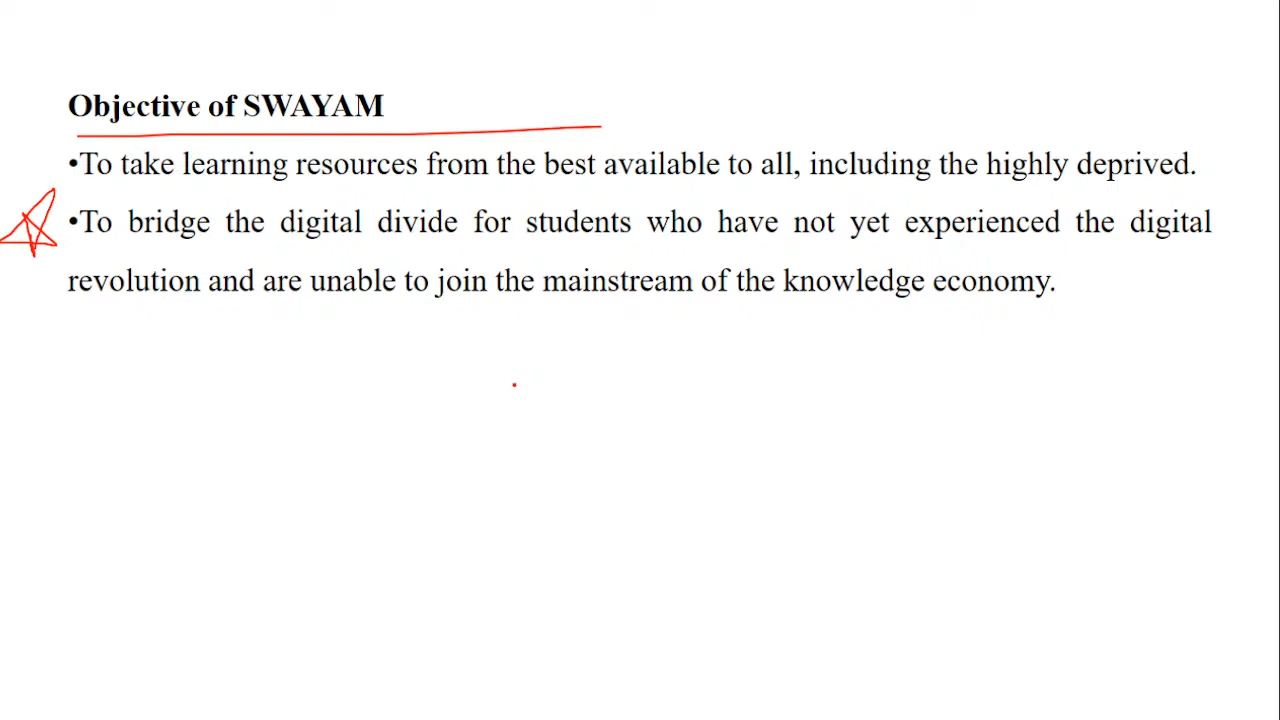 Objective of SWAYAM
•To take learning resources from the best available to all, including the highly deprived.
•To bridge the digital divide for students who have not yet experienced the digital
revolution and are unable to join the mainstream of the knowledge economy.